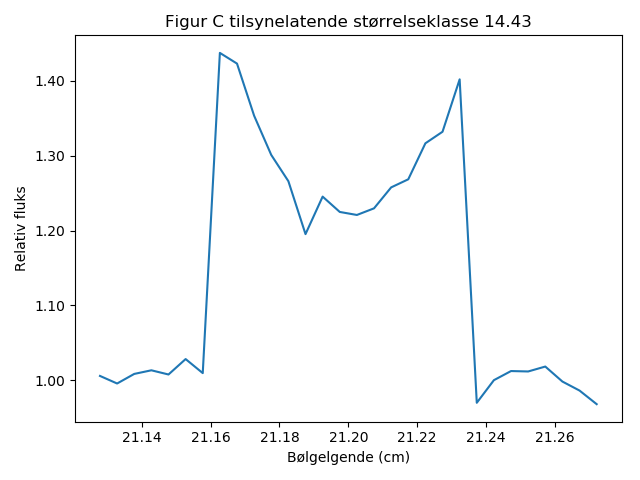 Figur C tilsynelatende størrelseklasse 14.43
1.40
1.30
1.20
1.10
1.00
Relativ fluks
21.14 21.16 21.18 21.20 21.22 21.24 21.26
Bølgelgende (cm)